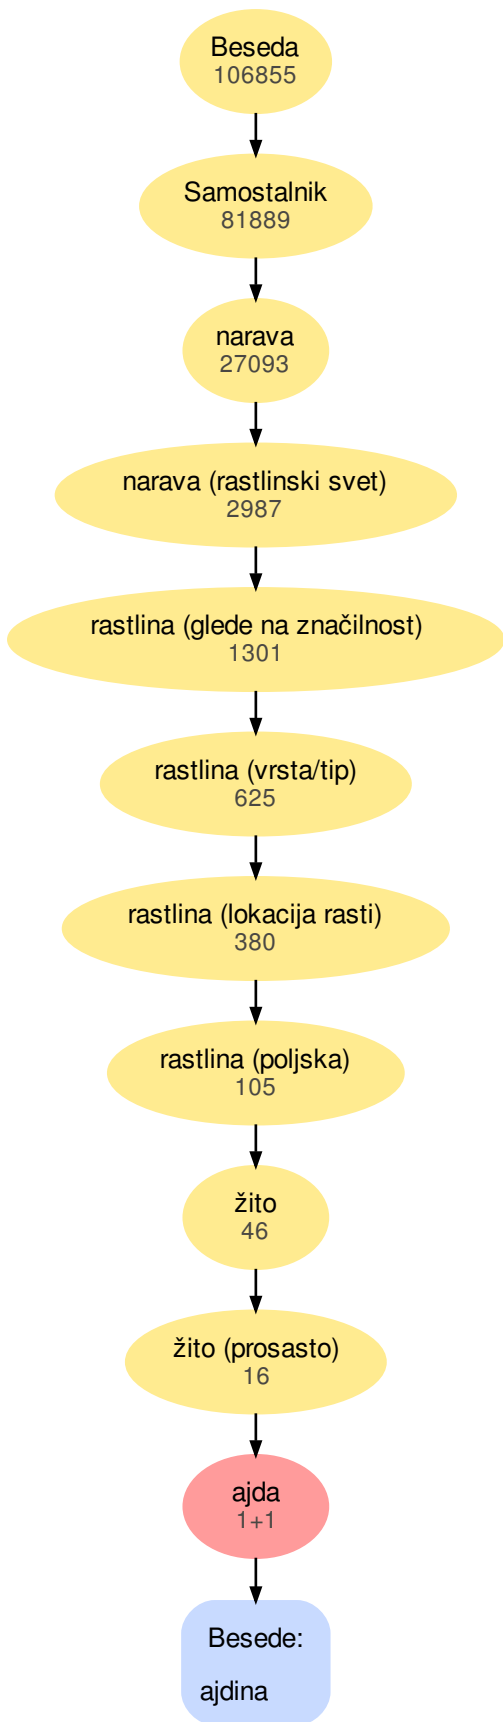 Beseda
106855
Samostalnik
81889
narava
27093
narava (rastlinski svet)
2987
rastlina (glede na značilnost)
1301
rastlina (vrsta/tip)
625
rastlina (lokacija rasti)
380
rastlina (poljska)
105
žito
46
žito (prosasto)
16
ajda
1+1
Besede:
ajdina